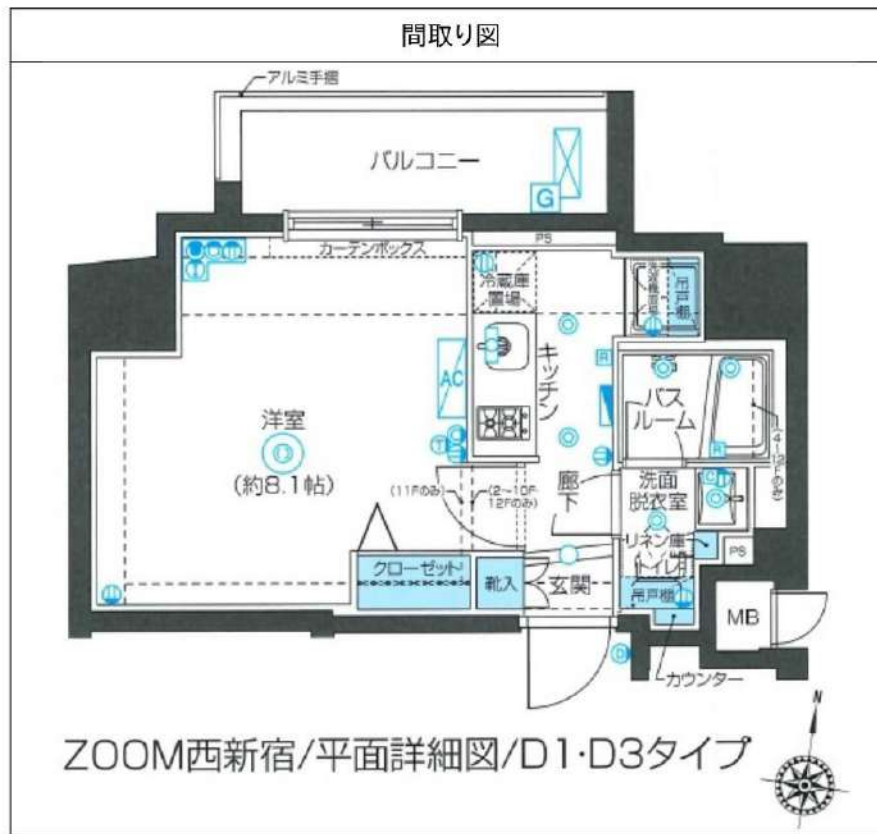 間取り図
アルミ手摺
バルコニー
G
カーテンボックス
PS
冷蔵庫
置場
吊戸棚
キッチン
R
AC
バス
ルーム
洋室
(約8.1帖)
T
R
(11Fのみ)
(2〜10F・
12Fのみ)
廊下
洗面
脱衣室
C
リネン庫
トイレ
PS
クローゼット
靴入
玄関
吊戸棚
MB
D
カウンター
N
ZOOM西新宿/平面詳細図/D1・D3タイプ